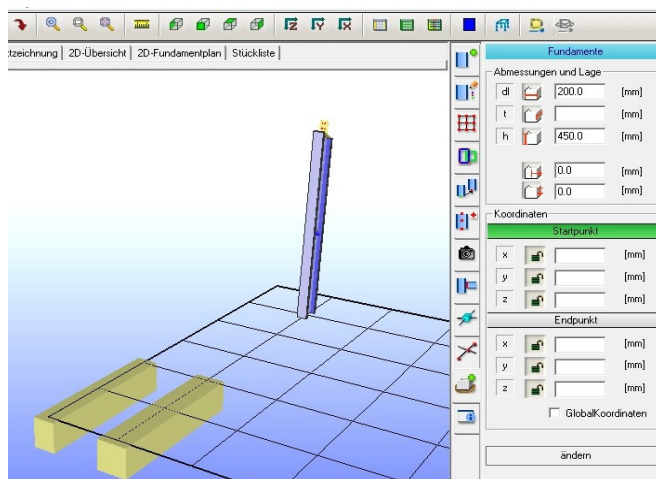 2D-Übersicht
2D-Fundamentplan
Stückliste
Fundamente
Abmessungen und Lage
dl 200.0 [mm]
t [mm]
h 450.0 [mm]
0.0 [mm]
0.0 [mm]
Koordinaten
Startpunkt
x [mm]
y [mm]
z [mm]
Endpunkt
x [mm]
y [mm]
z [mm]
GlobalKoordinaten
ändern